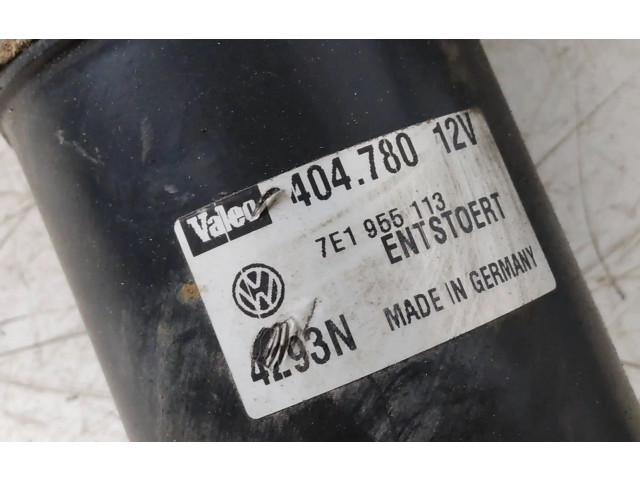 Valeo 404.780 12V
7E1 955 113
ENTSTOERT
4293N MADE IN GERMANY